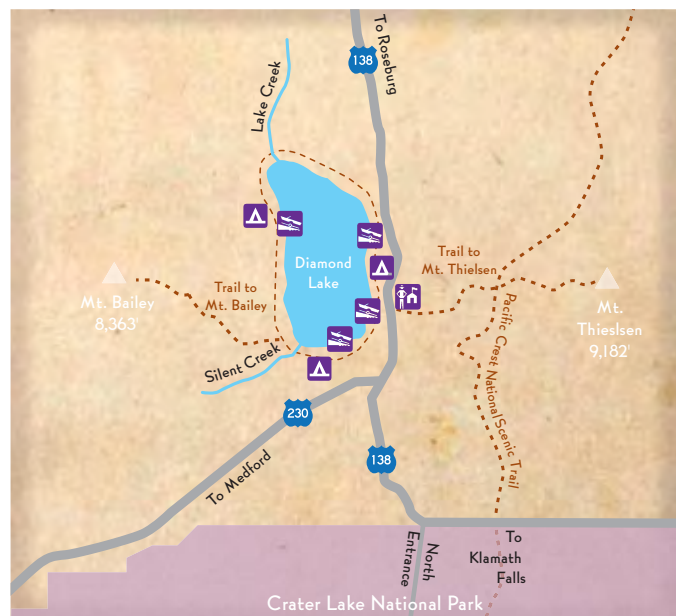 To Roseburg
138
Lake Creek
Diamond
Lake
Trail to
Mt. Thielsen
Mt. Bailey
8,363'
Trail to
Mt. Bailey
Mt.
Thieslsen
9,182'
Pacific Crest National Scenic Trail
Silent Creek
230
To Medford
138
North
Entrance
To
Klamath
Falls
Crater Lake National Park